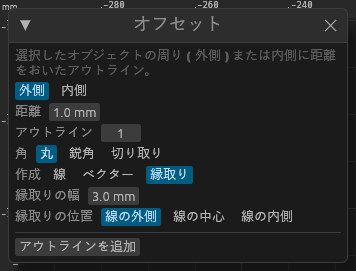 mm -280 -260 -240
オフセット
選択したオブジェクトの周り ( 外側 ) または内側に距離
をおいたアウトライン。
外側 内側
距離 1.0 mm
アウトライン 1
角 丸 鋭角 切り取り
作成 線 ベクター 縁取り
縁取りの幅 3.0 mm
縁取りの位置 線の外側 線の中心 線の内側
アウトラインを追加